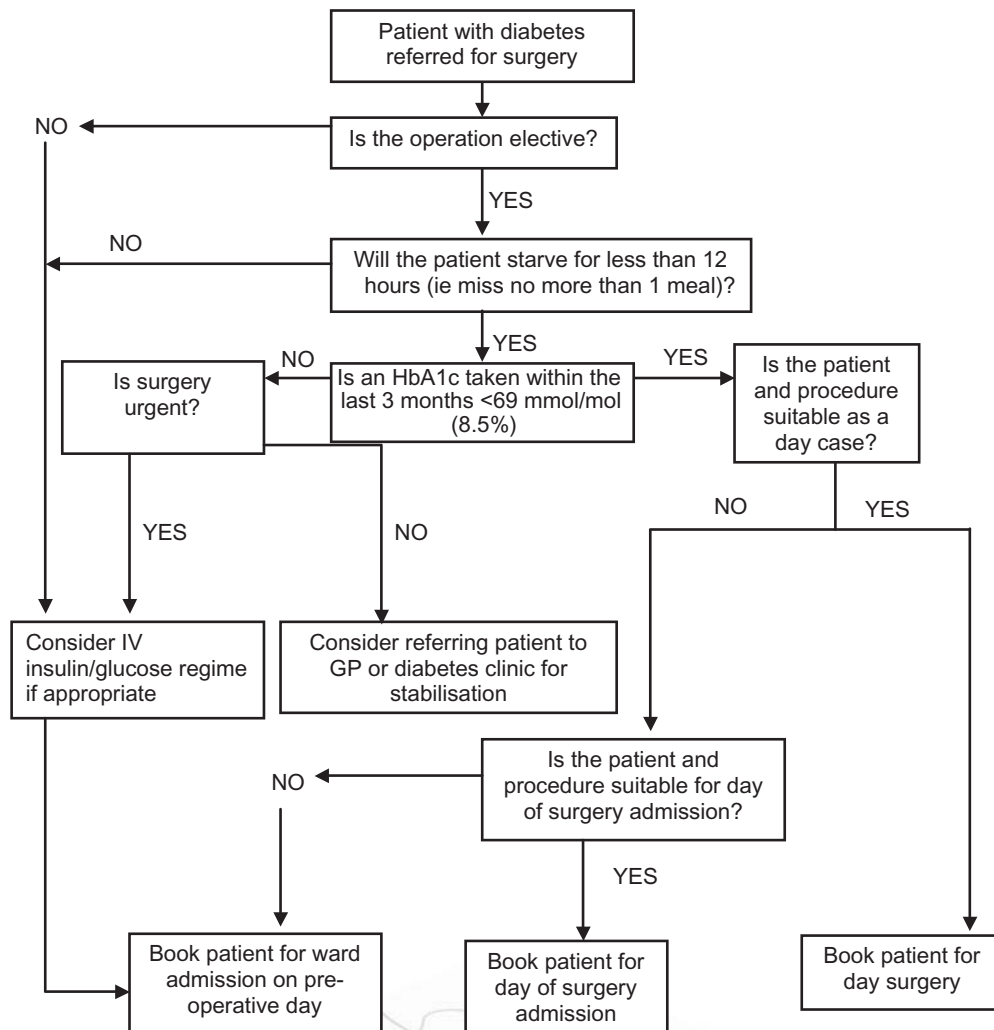 Patient with diabetes
referred for surgery
NO
Is the operation elective?
YES
NO
Will the patient starve for less than 12
hours (ie miss no more than 1 meal)?
YES
NO
Is surgery
urgent?
Is an HbA1c taken within the
last 3 months <69 mmol/mol
(8.5%)
YES
Is the patient
and procedure
suitable as a
day case?
YES
NO
NO
YES
Consider IV
insulin/glucose regime
if appropriate
Consider referring patient to
GP or diabetes clinic for
stabilisation
Is the patient and
procedure suitable for day
of surgery admission?
NO
YES
Book patient for ward
admission on pre-
operative day
Book patient for
day of surgery
admission
Book patient for
day surgery